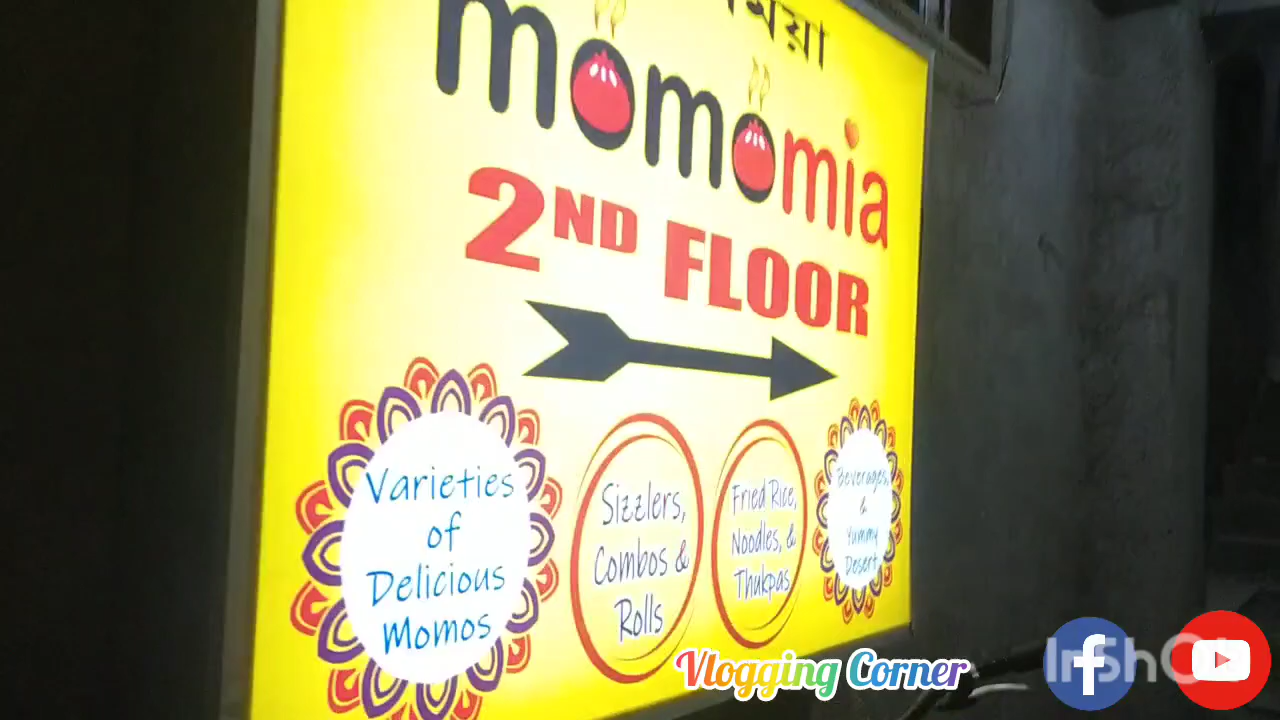 momomia
2ND FLOOR
Varieties
of
Delicious
Momos
Sizzlers,
Combos &
Rolls
Fried Rice,
Noodles, &
Thukpas
Beverages,
&
Yummy
Desert
Vlogging Corner